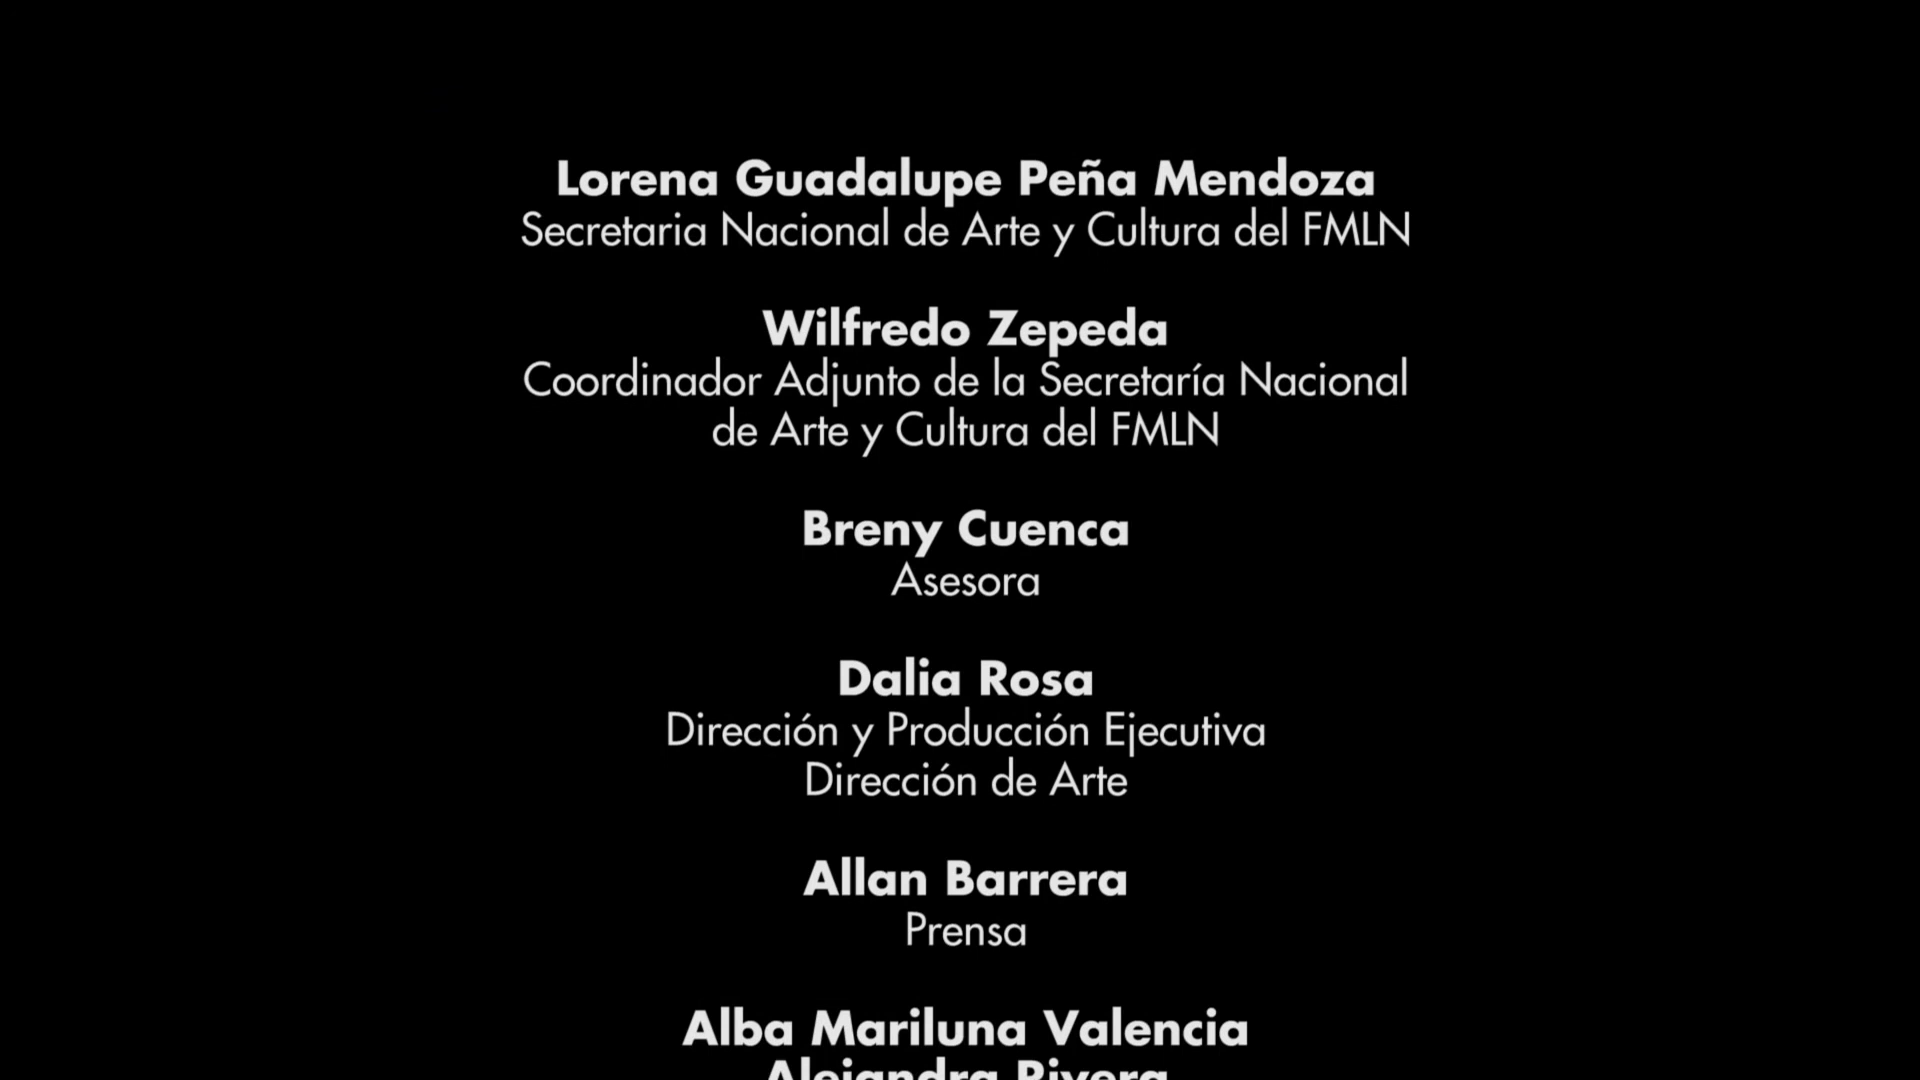 Lorena Guadalupe Peña Mendoza
Secretaria Nacional de Arte y Cultura del FMLN
Wilfredo Zepeda
Coordinador Adjunto de la Secretaría Nacional
de Arte y Cultura del FMLN
Breny Cuenca
Asesora
Dalia Rosa
Dirección y Producción Ejecutiva
Dirección de Arte
Allan Barrera
Prensa
Alba Mariluna Valencia
Alejandra Rivera